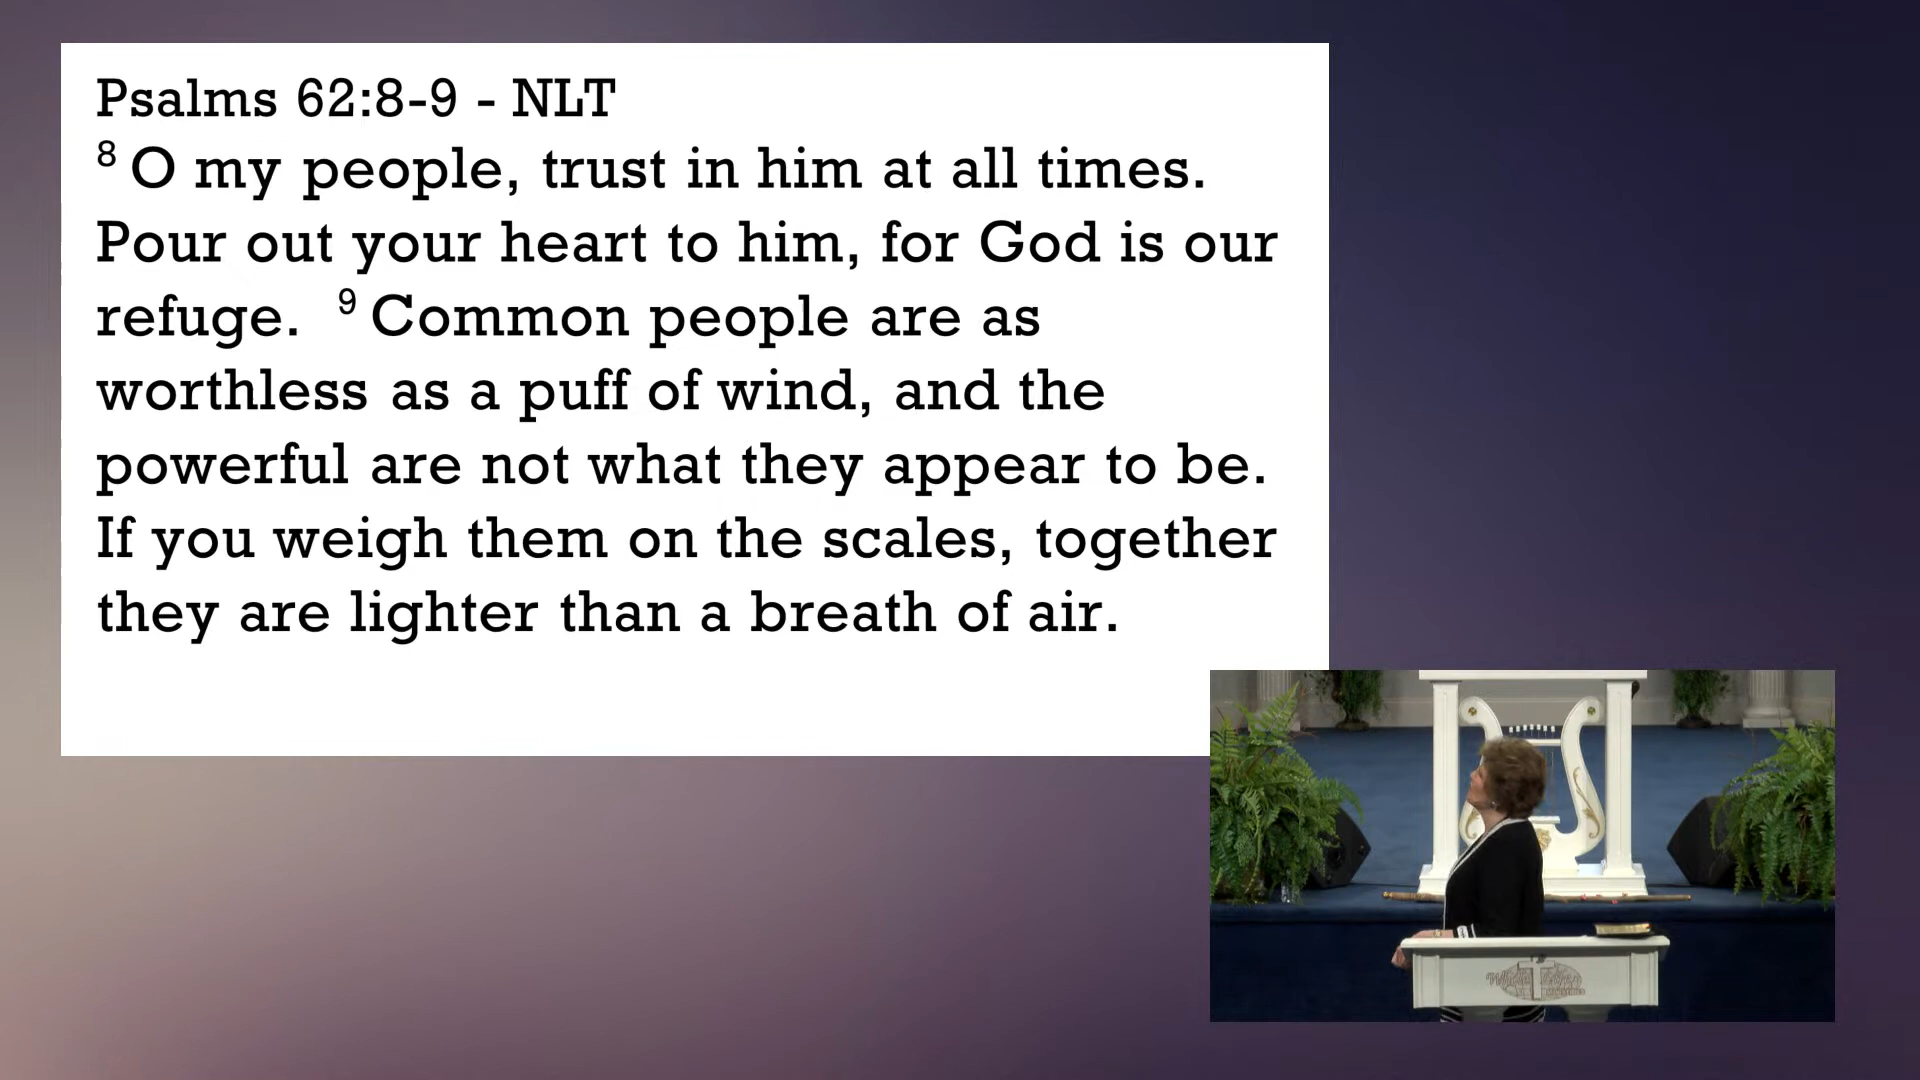 Psalms 62:8-9 - NLT
8 O my people, trust in him at all times.
Pour out your heart to him, for God is our
refuge. 9 Common people are as
worthless as a puff of wind, and the
powerful are not what they appear to be.
If you weigh them on the scales, together
they are lighter than a breath of air.